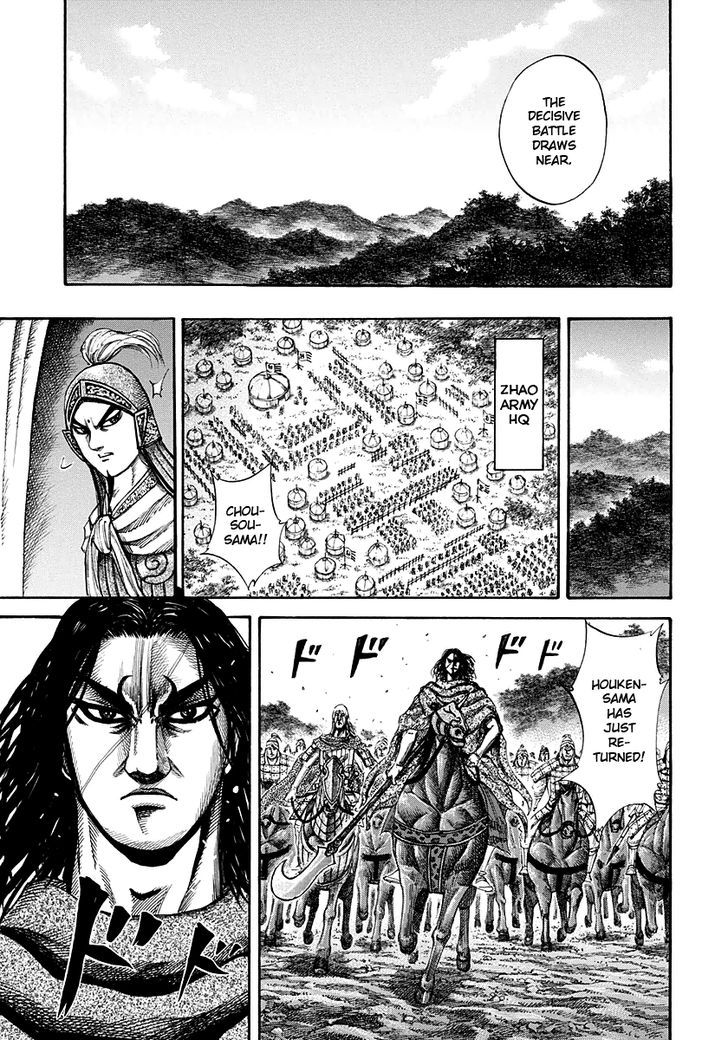 THE
DECISIVE
BATTLE
DRAWS
NEAR.
ZHAO
ARMY
HQ
CHOU-
SOU-
SAMA!!
HOUKEN-
SAMA
HAS
JUST
RE-
TURNED!
ドド
ドド
ドド